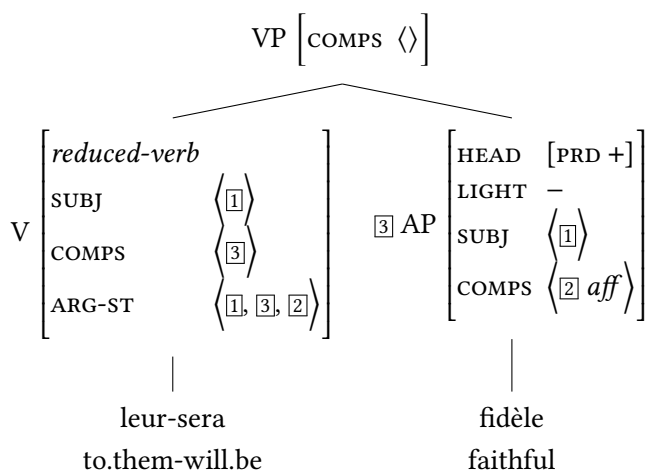 VP [COMPS ⟨⟩]
V [reduced-verb
SUBJ ⟨[1]⟩
COMPS ⟨[3]⟩
ARG-ST ⟨[1], [3], [2]⟩]
[3] AP [HEAD [PRD +]
LIGHT −
SUBJ ⟨[1]⟩
COMPS ⟨[2] aff⟩]
leur-sera
to.them-will.be
fidèle
faithful